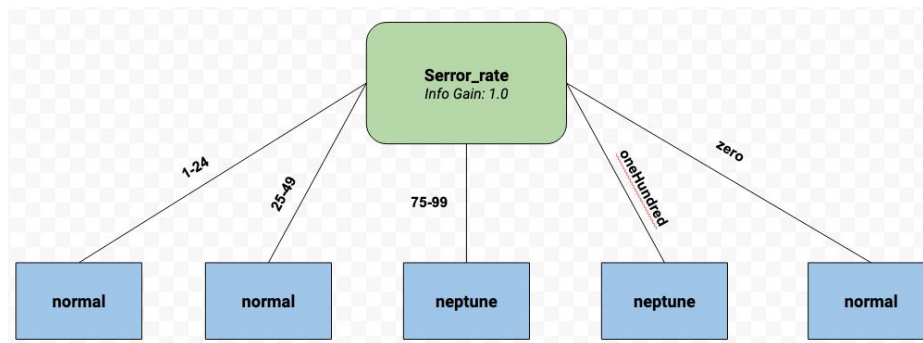 Serror_rate
Info Gain: 1.0
1-24
25-49
75-99
oneHundred
zero
normal
normal
neptune
neptune
normal